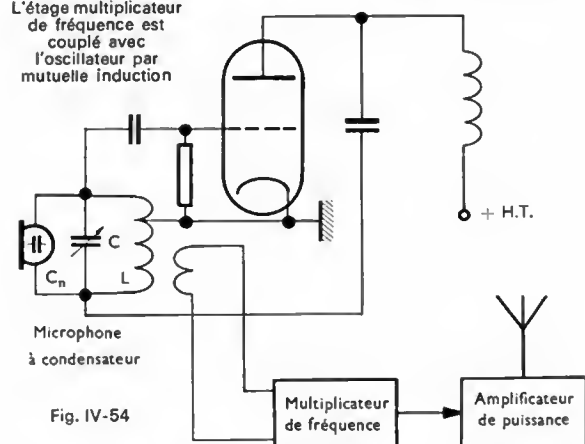 L'étage multiplicateur
de fréquence est
couplé avec
l'oscillateur par
mutuelle induction
+ H.T.
C
Cn
L
Microphone
à condensateur
Fig. IV-54
Multiplicateur
de fréquence
Amplificateur
de puissance